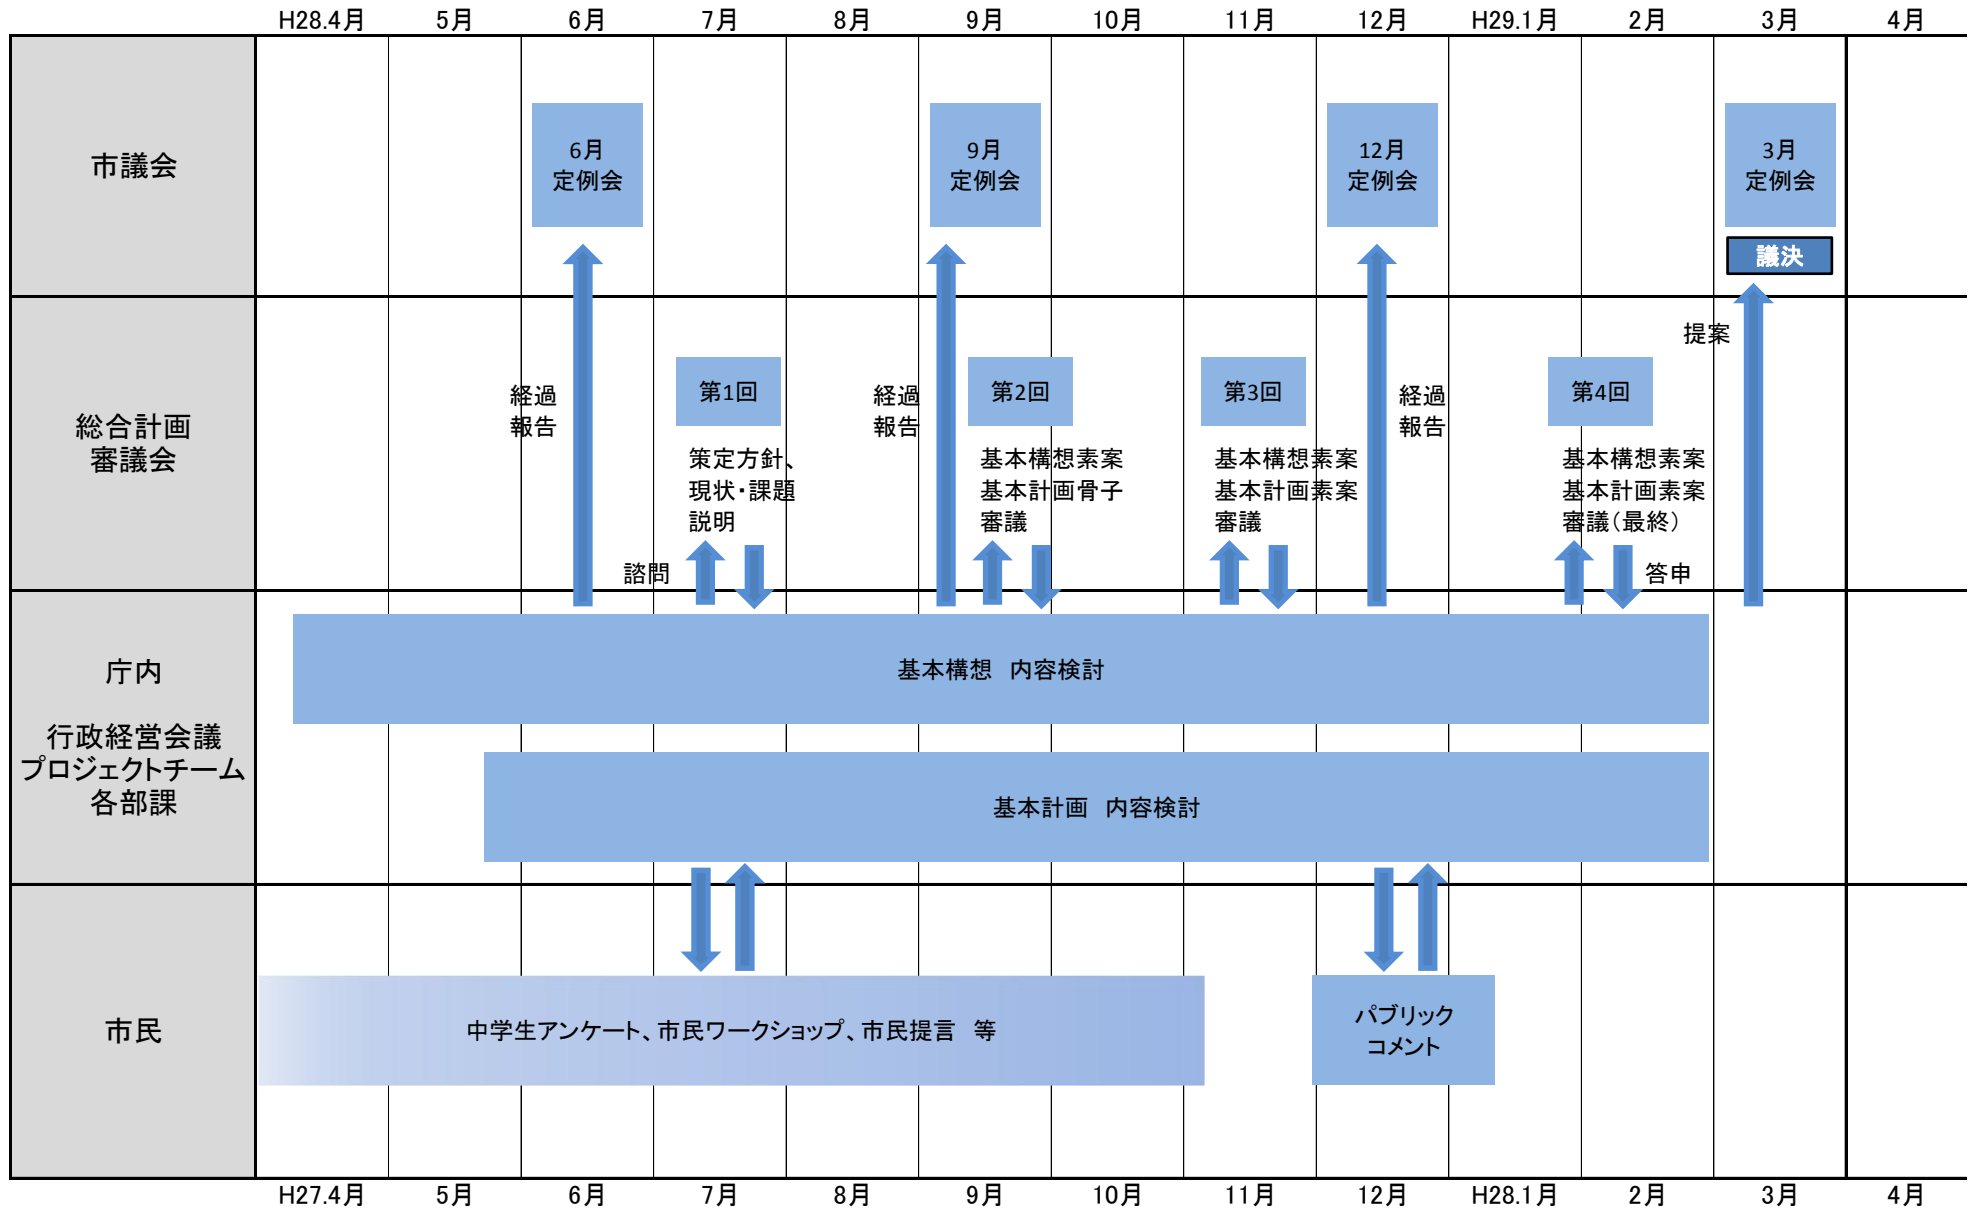 H28.4月 5月 6月 7月 8月 9月 10月 11月 12月 H29.1月 2月 3月 4月
市議会
6月
定例会
9月
定例会
12月
定例会
3月
定例会
議決
総合計画
審議会
経過
報告
諮問
第1回
策定方針、
現状・課題
説明
経過
報告
第2回
基本構想素案
基本計画骨子
審議
第3回
基本構想素案
基本計画素案
審議
経過
報告
第4回
基本構想素案
基本計画素案
審議（最終）
答申
提案
庁内
行政経営会議
プロジェクトチーム
各部課
基本構想　内容検討
基本計画　内容検討
市民
中学生アンケート、市民ワークショップ、市民提言　等
パブリック
コメント
H27.4月 5月 6月 7月 8月 9月 10月 11月 12月 H28.1月 2月 3月 4月